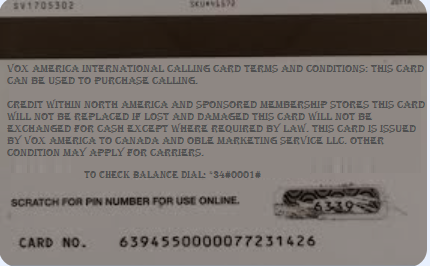 SV1705302 SKU#45572
VOX AMERICA INTERNATIONAL CALLING CARD TERMS AND CONDITIONS: THIS CARD
CAN BE USED TO PURCHASE CALLING.
CREDIT WITHIN NORTH AMERICA AND SPONSORED MEMBERSHIP STORES THIS CARD
WILL NOT BE REPLACED IF LOST AND DAMAGED THIS CARD WILL NOT BE
EXCHANGED FOR CASH EXCEPT WHERE REQUIRED BY LAW. THIS CARD IS ISSUED
BY VOX AMERICA TO CANADA AND OBLE MARKETING SERVICE LLC. OTHER
CONDITION MAY APPLY FOR CARRIERS.
TO CHECK BALANCE DIAL: *34#0001#
SCRATCH FOR PIN NUMBER FOR USE ONLINE.
6339
CARD NO. 6394550000077231426